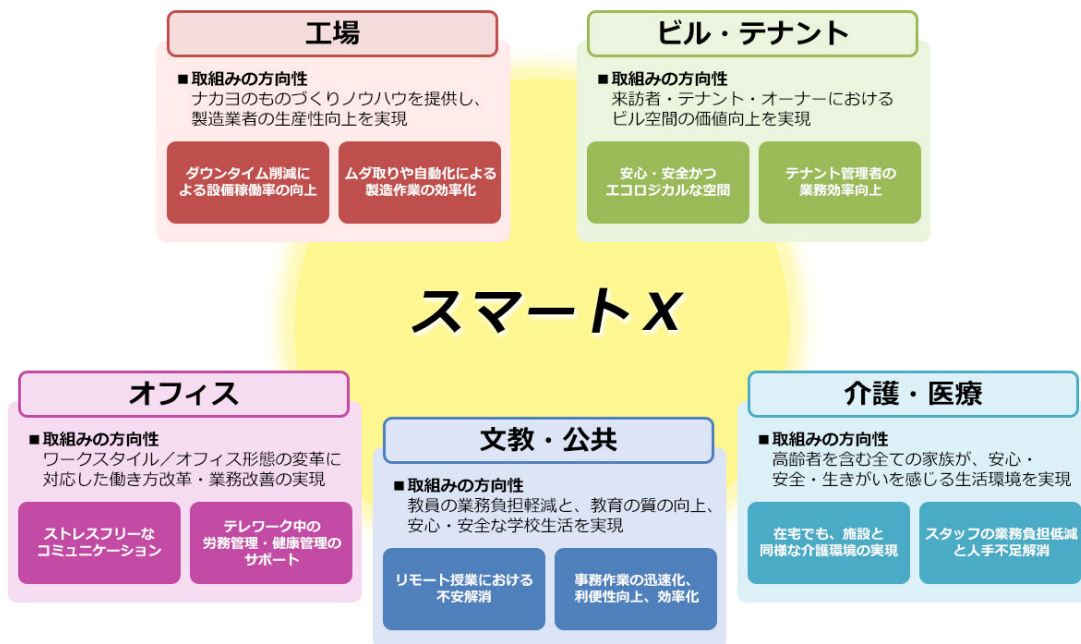 工場
■取組みの方向性
ナカヨのものづくりノウハウを提供し、
製造業者の生産性向上を実現
ダウンタイム削減に
よる設備稼働率の向上
ムダ取りや自動化による
製造作業の効率化
ビル・テナント
■取組みの方向性
来訪者・テナント・オーナーにおける
ビル空間の価値向上を実現
安心・安全かつ
エコロジカルな空間
テナント管理者の
業務効率向上
スマートX
オフィス
■取組みの方向性
ワークスタイル／オフィス形態の変革に
対応した働き方改革・業務改善の実現
ストレスフリーな
コミュニケーション
テレワーク中の
労務管理・健康管理の
サポート
文教・公共
■取組みの方向性
教員の業務負担軽減と、教育の質の向上、
安心・安全な学校生活を実現
リモート授業における
不安解消
事務作業の迅速化、
利便性向上、効率化
介護・医療
■取組みの方向性
高齢者を含む全ての家族が、安心・
安全・生きがいを感じる生活環境を実現
在宅でも、施設と
同様な介護環境の実現
スタッフの業務負担低減
と人手不足解消